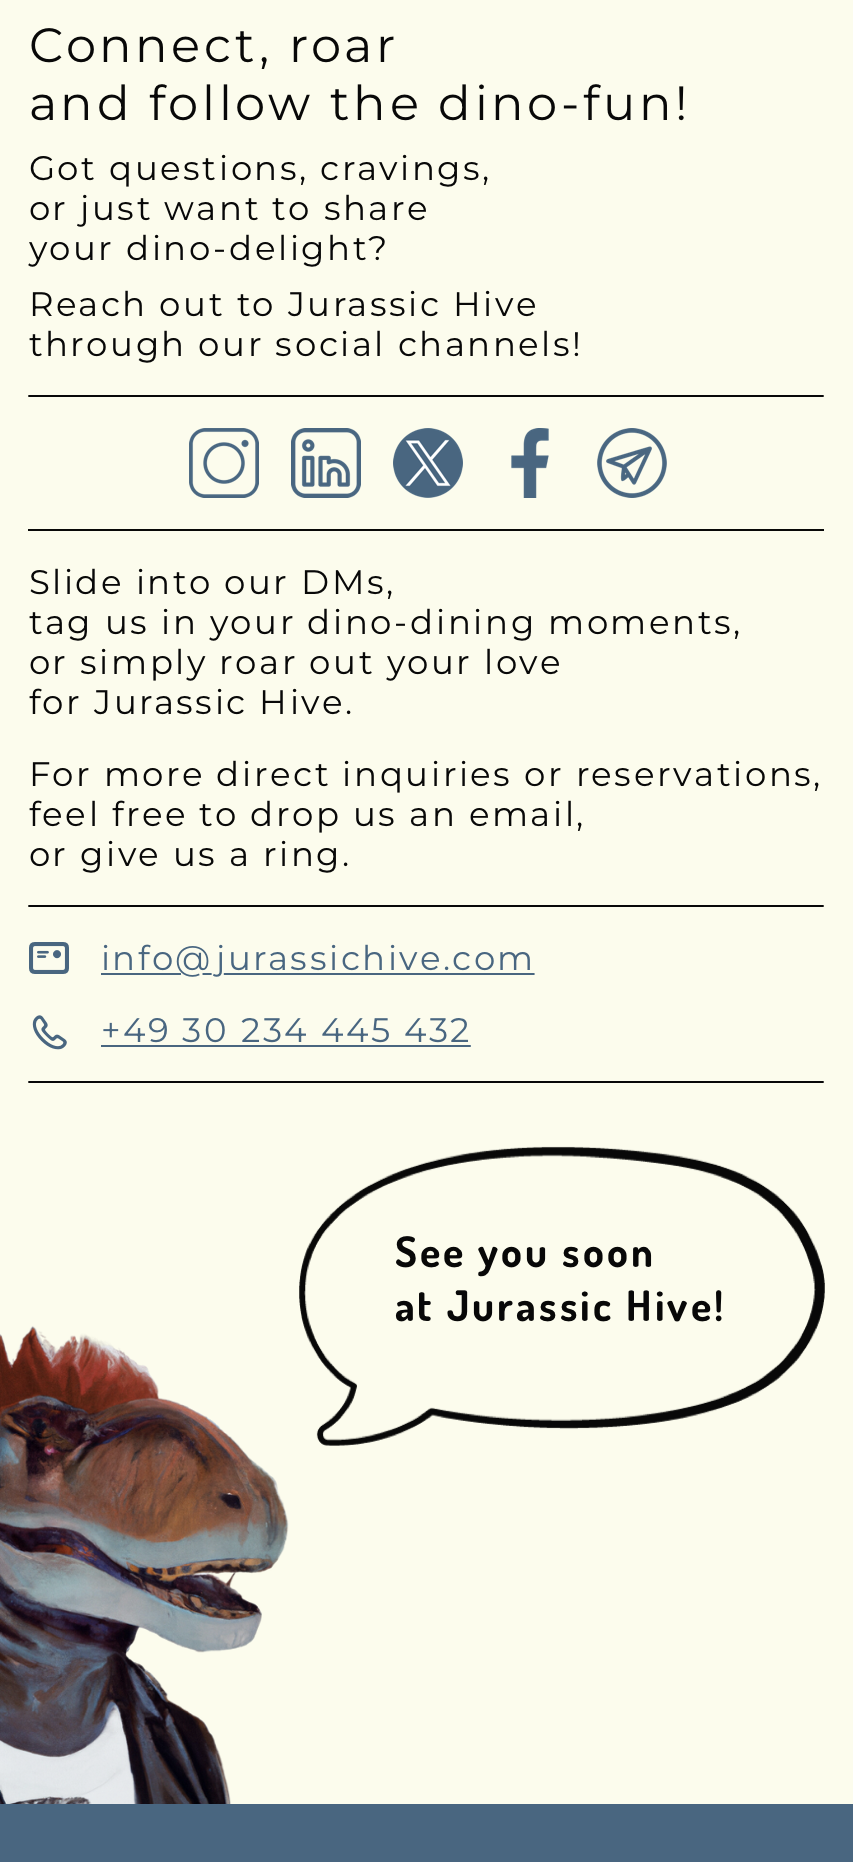 Connect, roar
and follow the dino-fun!
Got questions, cravings,
or just want to share
your dino-delight?
Reach out to Jurassic Hive
through our social channels!
Slide into our DMs,
tag us in your dino-dining moments,
or simply roar out your love
for Jurassic Hive.
For more direct inquiries or reservations,
feel free to drop us an email,
or give us a ring.
info@jurassichive.com
+49 30 234 445 432
See you soon
at Jurassic Hive!